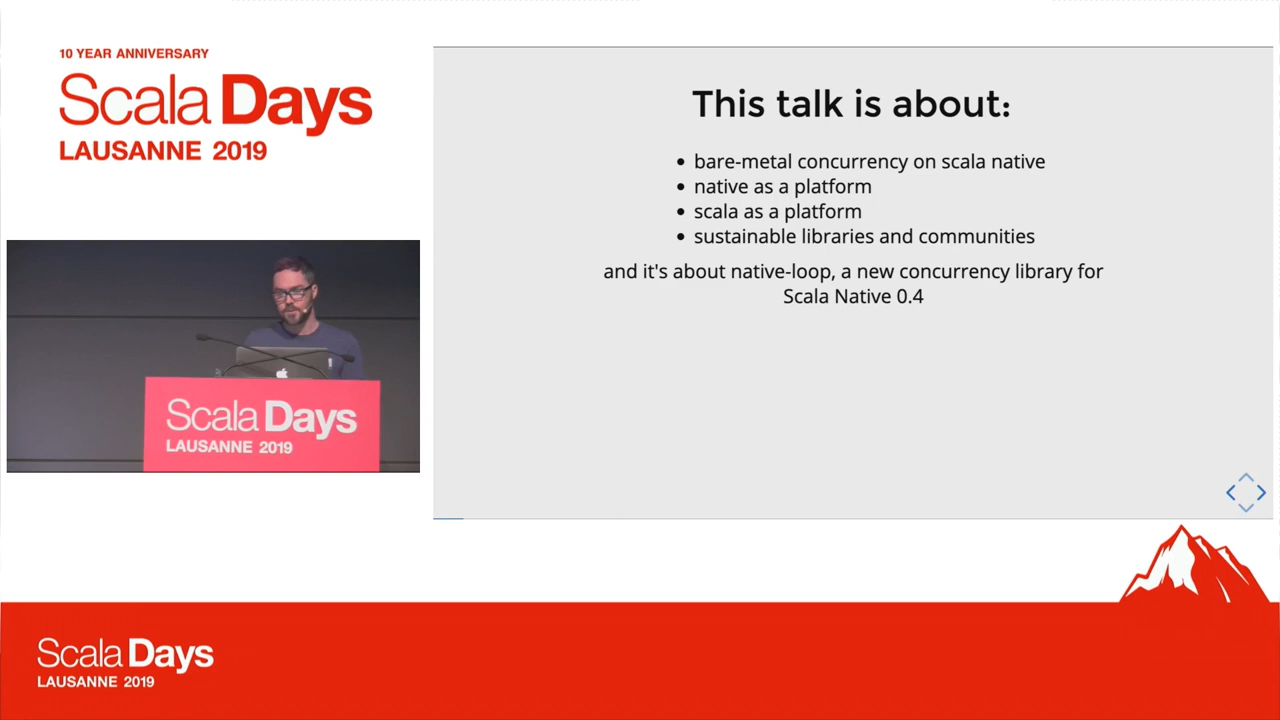 10 YEAR ANNIVERSARY
Scala Days
LAUSANNE 2019
This talk is about:
• bare-metal concurrency on scala native
• native as a platform
• scala as a platform
• sustainable libraries and communities
and it's about native-loop, a new concurrency library for
Scala Native 0.4
Scala Days
LAUSANNE 2019
Scala Days
LAUSANNE 2019